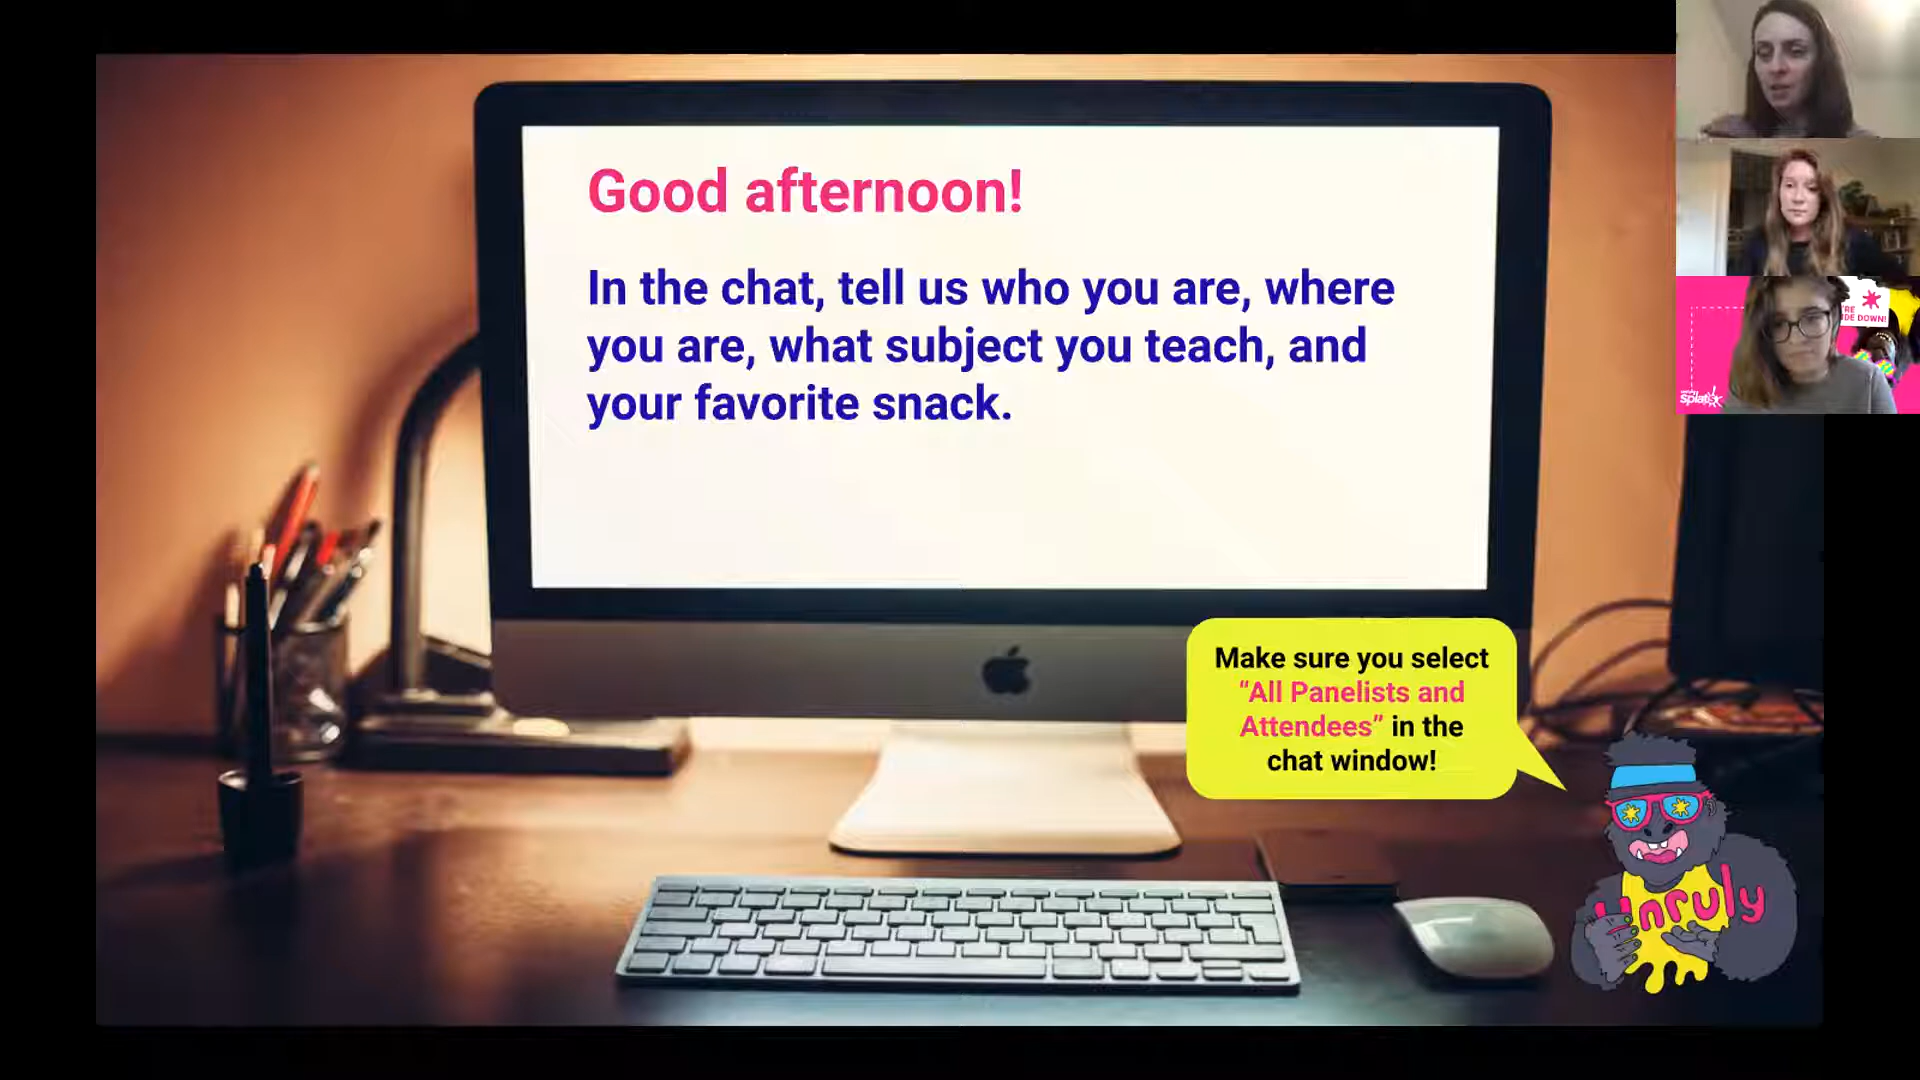 Good afternoon!
In the chat, tell us who you are, where
you are, what subject you teach, and
your favorite snack.
Make sure you select
“All Panelists and
Attendees” in the
chat window!
unruly
DOWN!